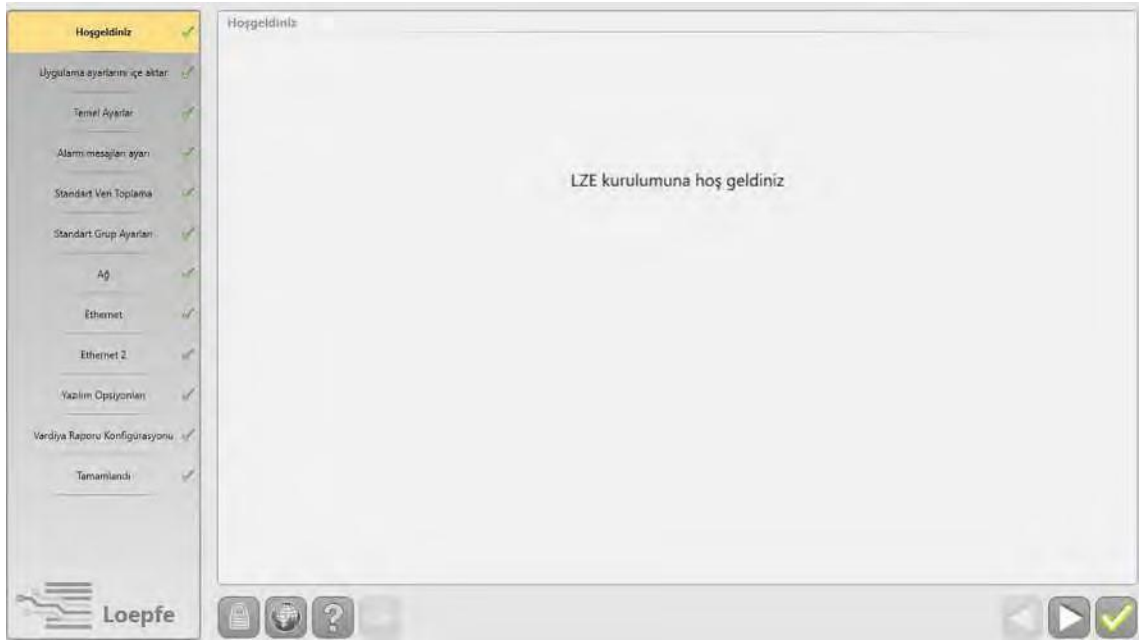 Hoşgeldiniz
Uygulama ayarlarını içe aktar
Temel Ayarlar
Alarm mesajları ayarı
Standart Veri Toplama
Standart Grup Ayarları
Ağ
Ethernet
Ethernet 2
Yazılım Opsiyonları
Vardiya Raporu Konfigürasyonu
Tamamlandı
Loepfe
Hoşgeldiniz
LZE kurulumuna hoş geldiniz
?